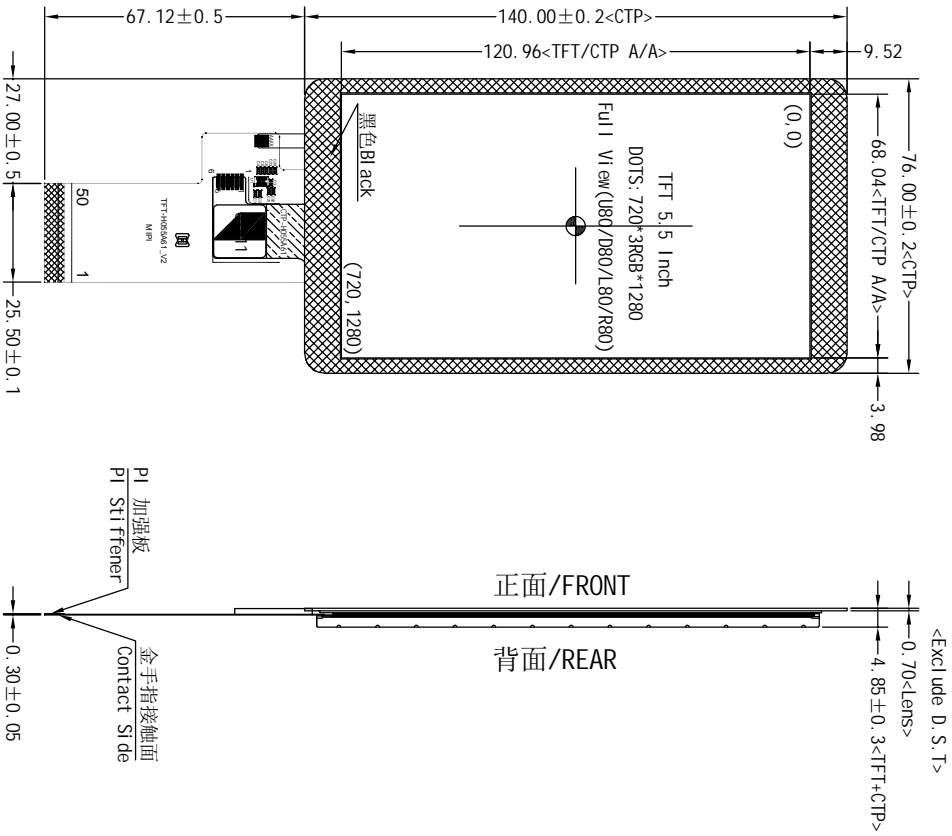 67.12±0.5
140.00±0.2<CTP>
120.96<TFT/CTP A/A>
9.52
27.00±0.5
25.50±0.1
76.00±0.2<CTP>
68.04<TFT/CTP A/A>
3.98
(0,0)
TFT 5.5 Inch
DOTS: 720*3RGB*1280
Full View(U80/D80/L80/R80)
黑色Black
(720,1280)
50
1
TFT-H055A61_V2
MIPI
6
1
CTP-H055A61
11
正面/FRONT
背面/REAR
PI 加强板
PI Stiffener
金手指接触面
Contact Side
0.30±0.05
<Exclude D.S.T>
0.70<Lens>
4.85±0.3<TFT+CTP>